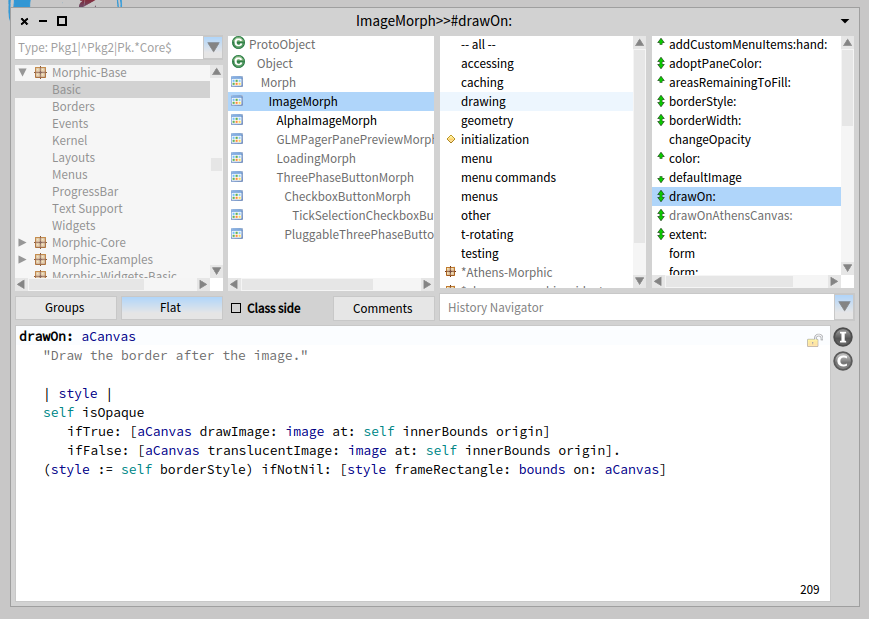 ImageMorph>>#drawOn:
Type: Pkg1|^Pkg2|Pk.*Core$
Morphic-Base
Basic
Borders
Events
Kernel
Layouts
Menus
ProgressBar
Text Support
Widgets
Morphic-Core
Morphic-Examples
Morphic-Widgets-Basic
ProtoObject
Object
Morph
ImageMorph
AlphaImageMorph
GLMPagerPanePreviewMorph
LoadingMorph
ThreePhaseButtonMorph
CheckboxButtonMorph
TickSelectionCheckboxBu
PluggableThreePhaseButto
-- all --
accessing
caching
drawing
geometry
initialization
menu
menu commands
menus
other
t-rotating
testing
*Athens-Morphic
addCustomMenuItems:hand:
adoptPaneColor:
areasRemainingToFill:
borderStyle:
borderWidth:
changeOpacity
color:
defaultImage
drawOn:
drawOnAthensCanvas:
extent:
form
form:
Groups
Flat
Class side
Comments
History Navigator
drawOn: aCanvas
"Draw the border after the image."
| style |
self isOpaque
ifTrue: [aCanvas drawImage: image at: self innerBounds origin]
ifFalse: [aCanvas translucentImage: image at: self innerBounds origin].
(style := self borderStyle) ifNotNil: [style frameRectangle: bounds on: aCanvas]
I
C
209